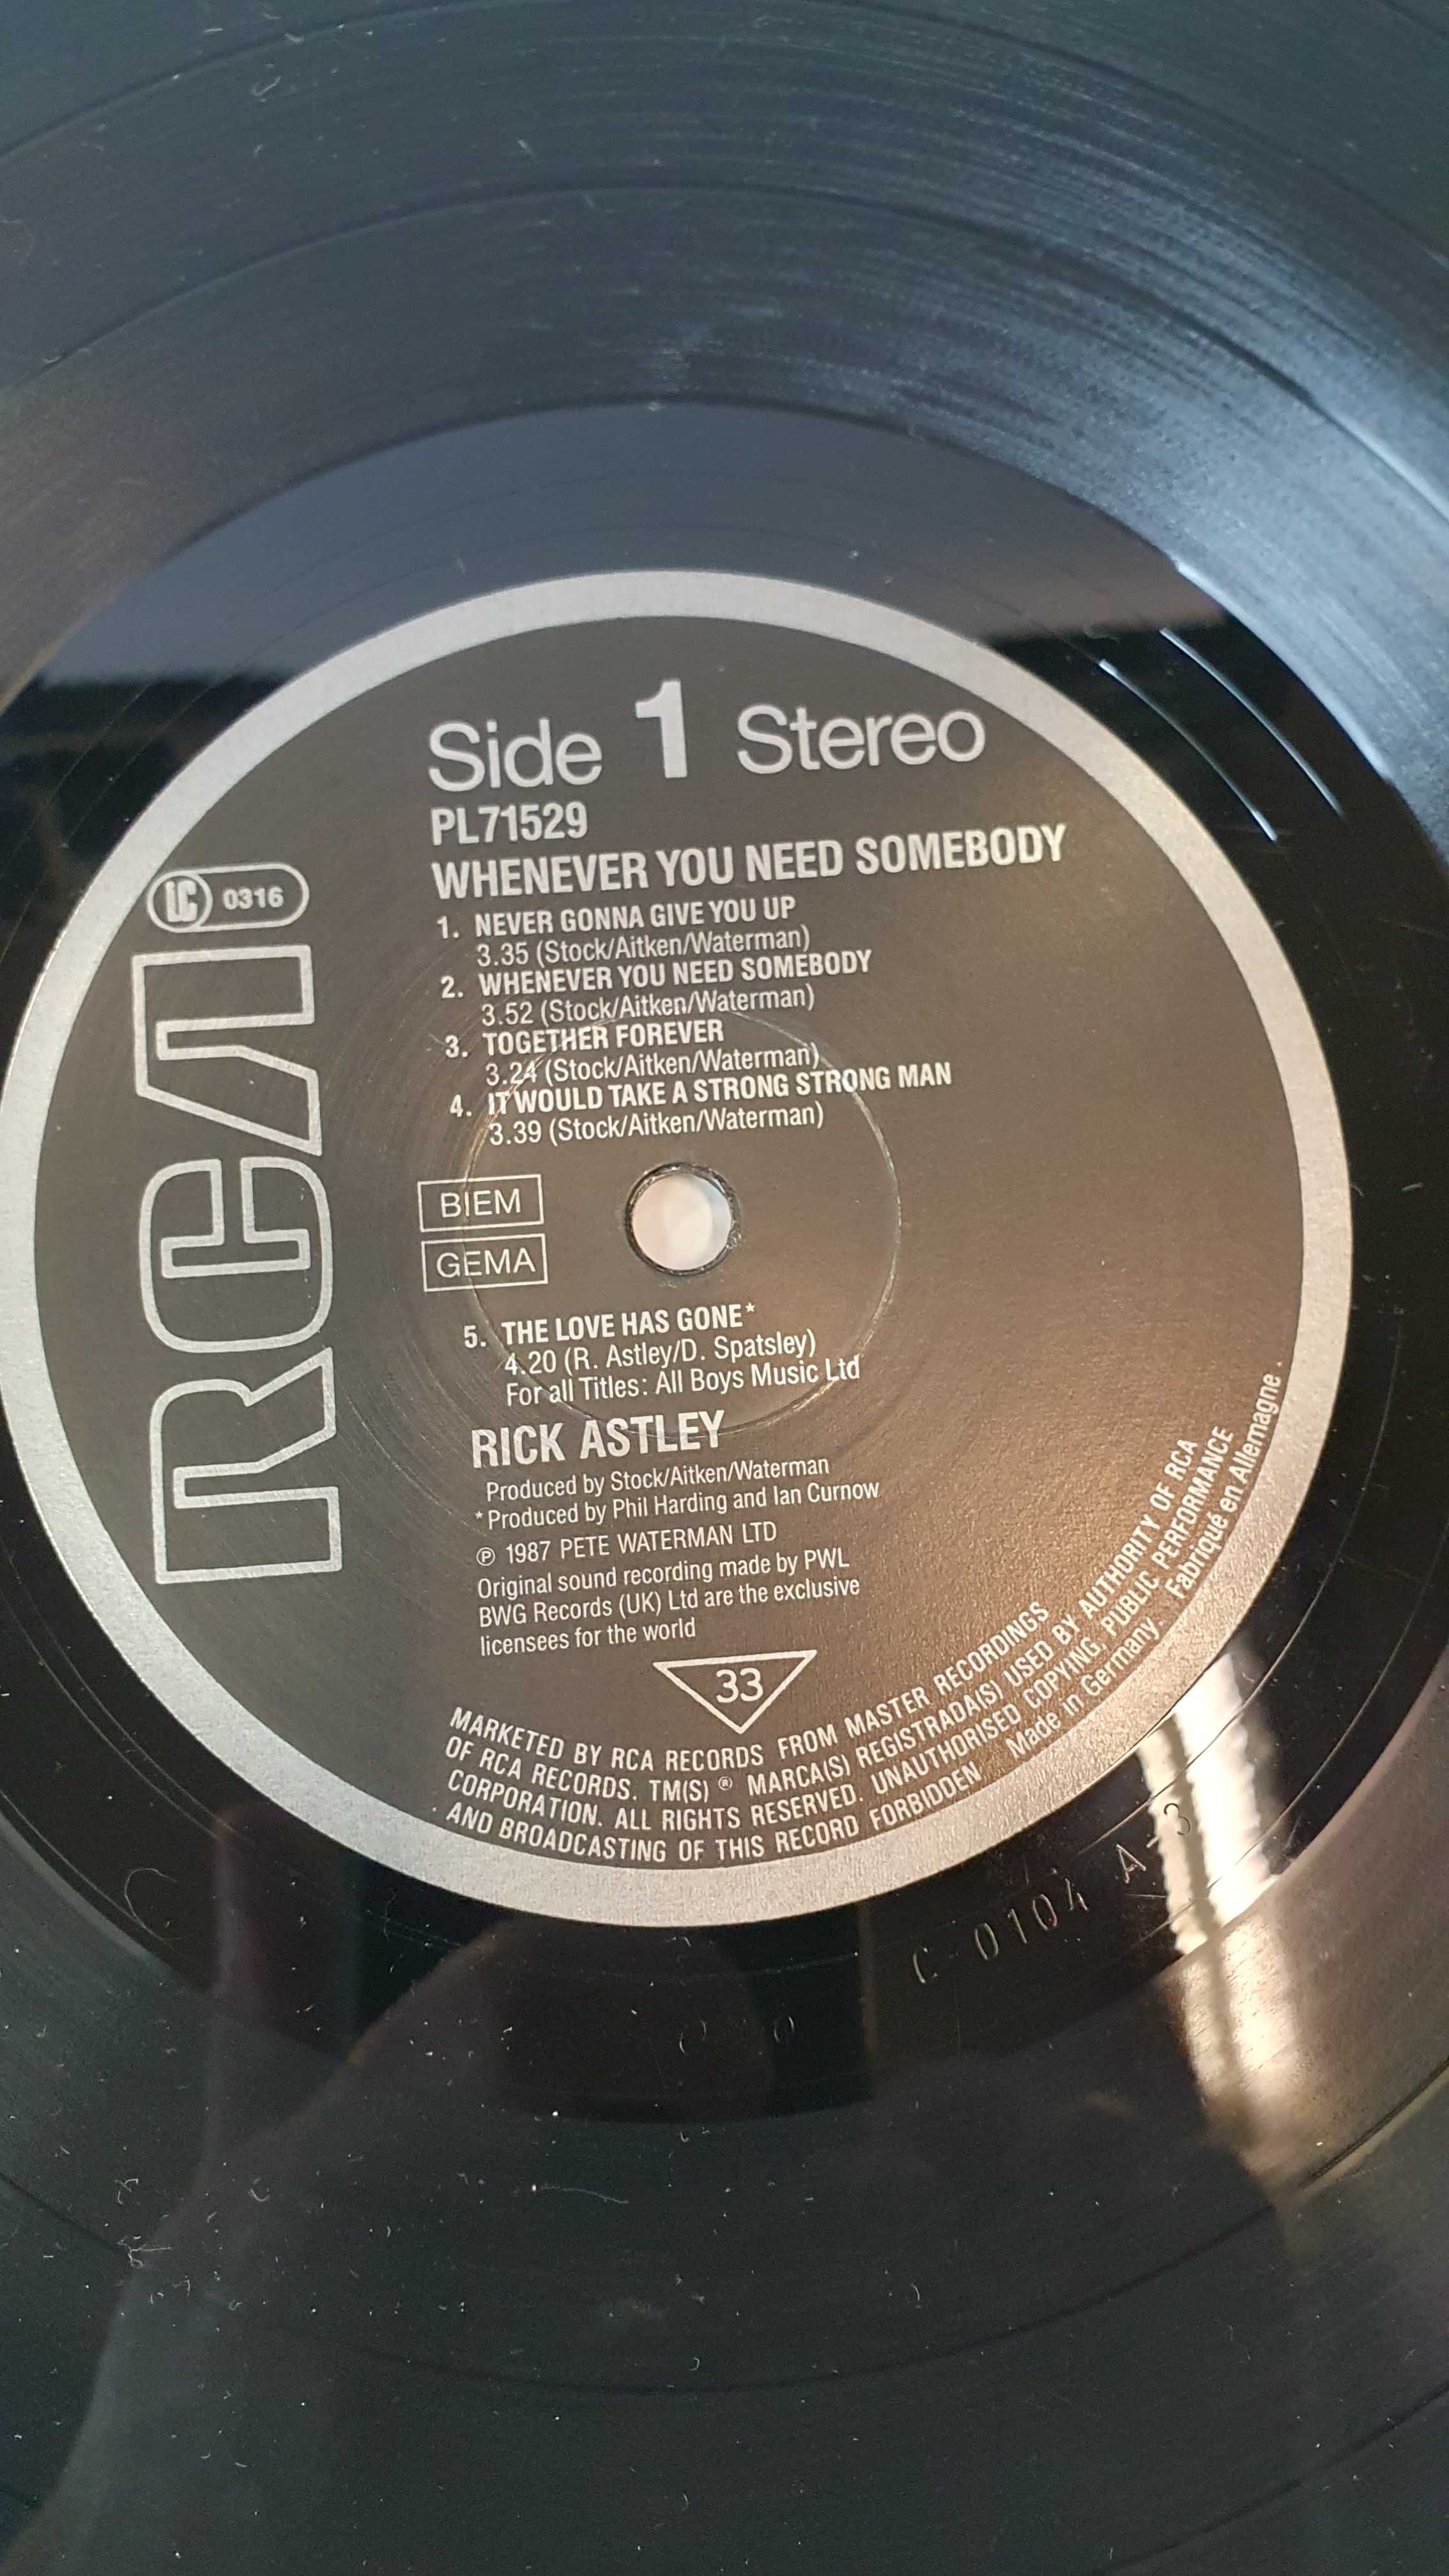 Side 1 Stereo
PL71529
WHENEVER YOU NEED SOMEBODY
1. NEVER GONNA GIVE YOU UP
3.35 (Stock/Aitken/Waterman)
2. WHENEVER YOU NEED SOMEBODY
3.52 (Stock/Aitken/Waterman)
3. TOGETHER FOREVER
3.24 (Stock/Aitken/Waterman)
4. IT WOULD TAKE A STRONG STRONG MAN
3.39 (Stock/Aitken/Waterman)
LC 0316
RCA
BIEM
GEMA
5. THE LOVE HAS GONE*
4.20 (R. Astley/D. Spatsley)
For all Titles: All Boys Music Ltd
RICK ASTLEY
Produced by Stock/Aitken/Waterman
*Produced by Phil Harding and Ian Curnow
℗ 1987 PETE WATERMAN LTD
Original sound recording made by PWL
BWG Records (UK) Ltd are the exclusive
licensees for the world
33
MARKETED BY RCA RECORDS FROM MASTER RECORDINGS
OF RCA RECORDS. TM(S) ® MARCA(S) REGISTRADA(S) USED BY AUTHORITY OF RCA
CORPORATION. ALL RIGHTS RESERVED. UNAUTHORISED COPYING, PUBLIC PERFORMANCE
. AND BROADCASTING OF THIS RECORD FORBIDDEN Made in Germany. Fabriqué en Allemagne.
C-0104 A-3